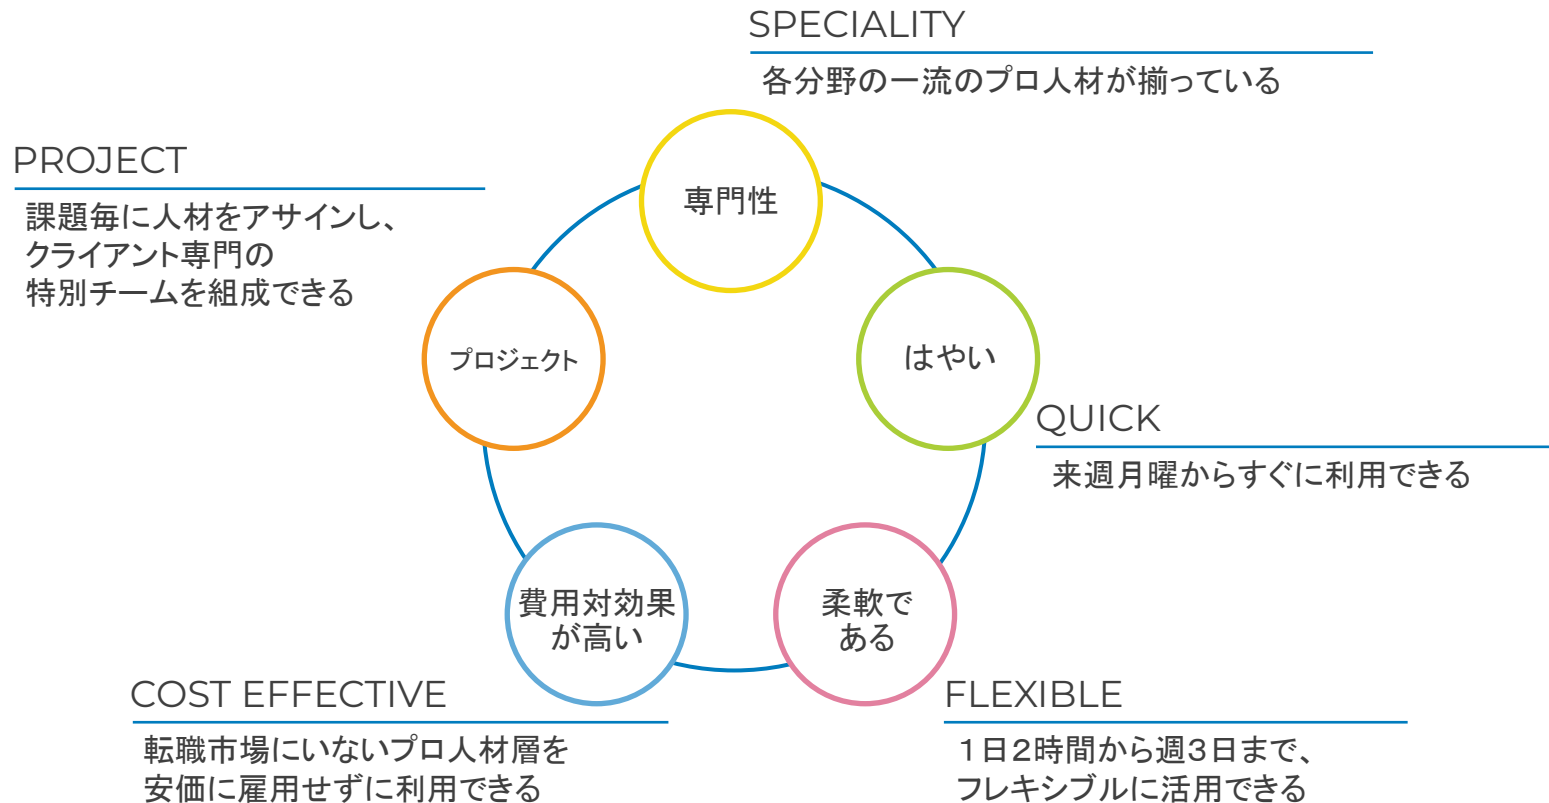 SPECIALITY
各分野の一流のプロ人材が揃っている
専門性
PROJECT
課題毎に人材をアサインし、
クライアント専門の
特別チームを組成できる
プロジェクト
はやい
QUICK
来週月曜からすぐに利用できる
費用対効果
が高い
柔軟で
ある
COST EFFECTIVE
転職市場にいないプロ人材層を
安価に雇用せずに利用できる
FLEXIBLE
１日２時間から週３日まで、
フレキシブルに活用できる